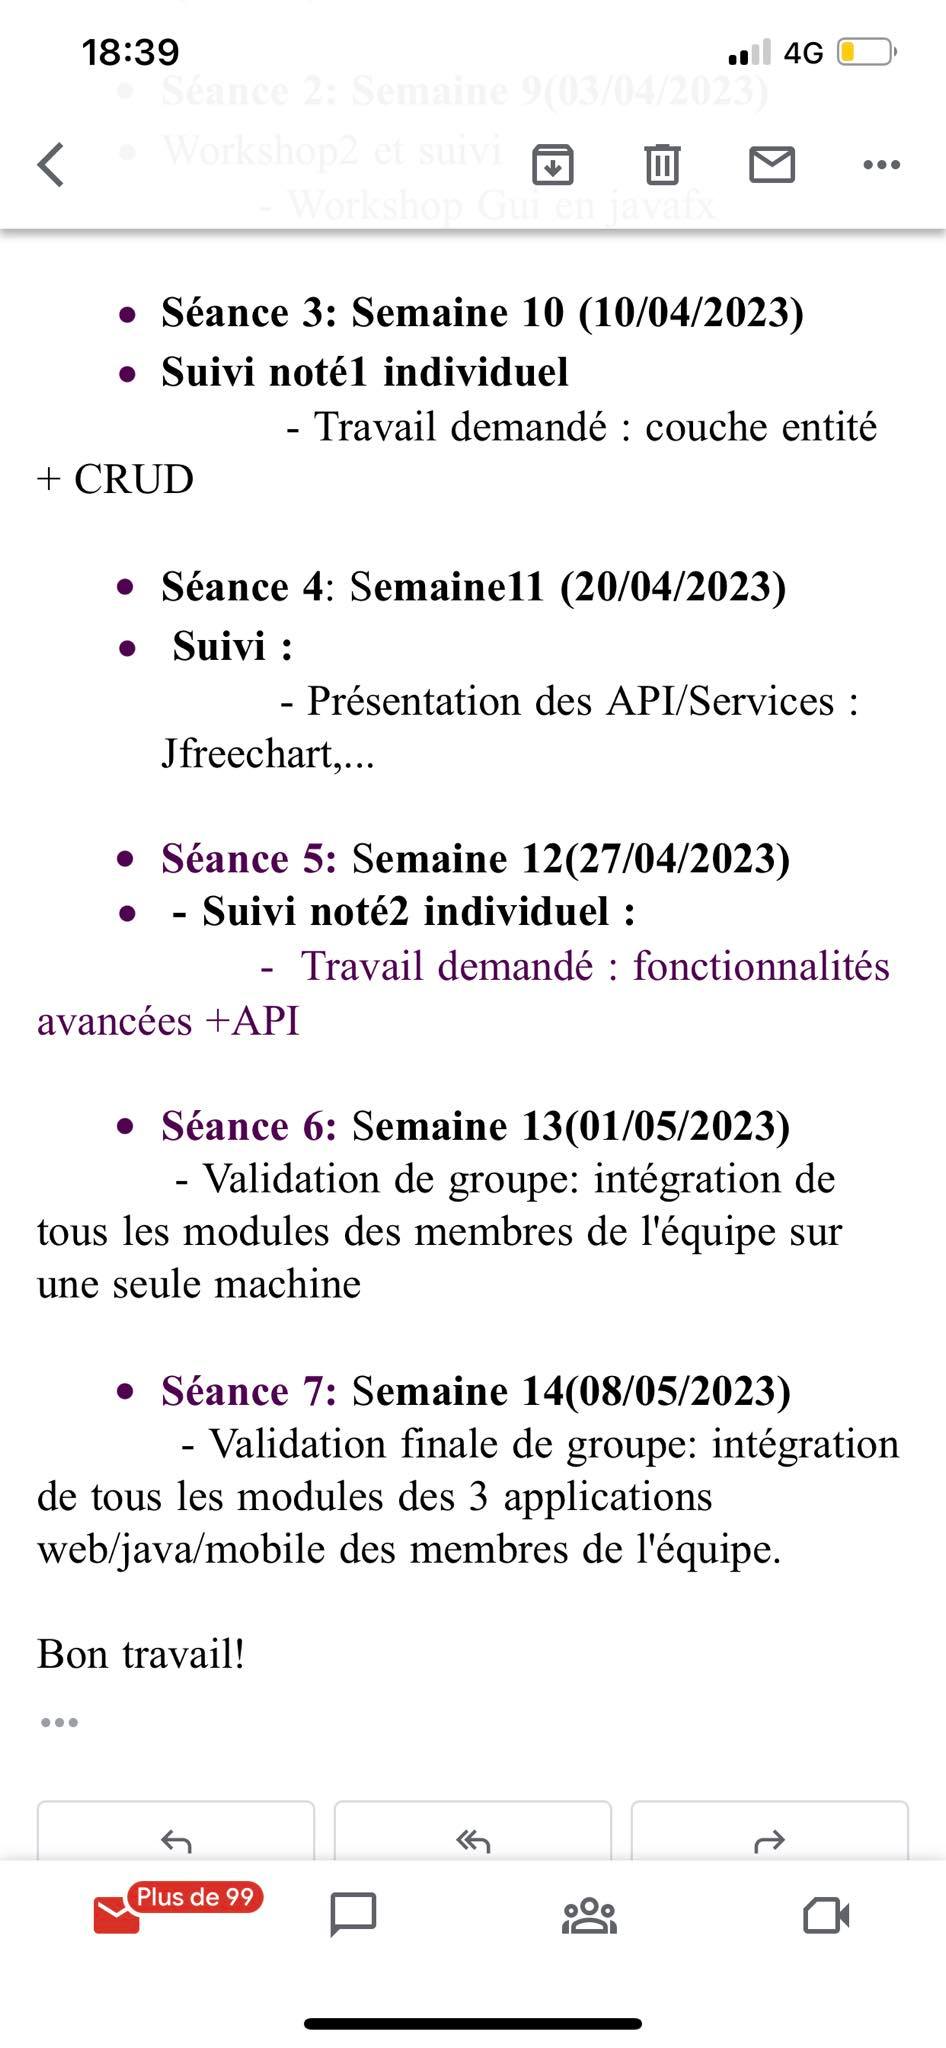 18:39
4G
Séance 2: Semaine 9(03/04/2023)
Workshop2 et suivi
- Workshop Gui en javafx
• Séance 3: Semaine 10 (10/04/2023)
• Suivi noté1 individuel
- Travail demandé : couche entité
+ CRUD
• Séance 4: Semaine11 (20/04/2023)
• Suivi :
- Présentation des API/Services :
Jfreechart,...
• Séance 5: Semaine 12(27/04/2023)
• - Suivi noté2 individuel :
- Travail demandé : fonctionnalités
avancées +API
• Séance 6: Semaine 13(01/05/2023)
- Validation de groupe: intégration de
tous les modules des membres de l'équipe sur
une seule machine
• Séance 7: Semaine 14(08/05/2023)
- Validation finale de groupe: intégration
de tous les modules des 3 applications
web/java/mobile des membres de l'équipe.
Bon travail!
Plus de 99